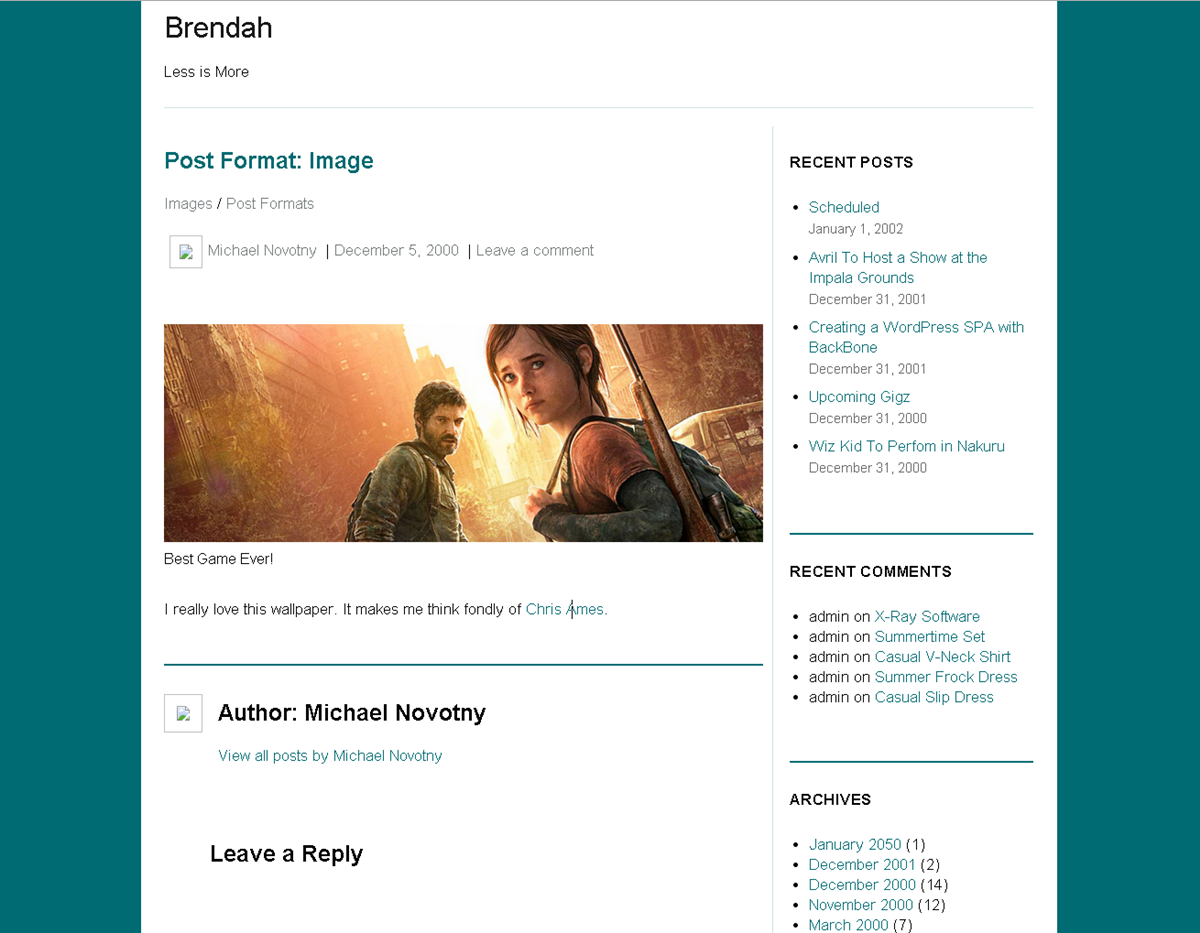 Brendah
Less is More
Post Format: Image
Images / Post Formats
Michael Novotny | December 5, 2000 | Leave a comment
Best Game Ever!
I really love this wallpaper. It makes me think fondly of Chris Ames.
Author: Michael Novotny
View all posts by Michael Novotny
Leave a Reply
RECENT POSTS
Scheduled
January 1, 2002
Avril To Host a Show at the
Impala Grounds
December 31, 2001
Creating a WordPress SPA with
BackBone
December 31, 2001
Upcoming Gigz
December 31, 2000
Wiz Kid To Perfom in Nakuru
December 31, 2000
RECENT COMMENTS
admin on X-Ray Software
admin on Summertime Set
admin on Casual V-Neck Shirt
admin on Summer Frock Dress
admin on Casual Slip Dress
ARCHIVES
January 2050 (1)
December 2001 (2)
December 2000 (14)
November 2000 (12)
March 2000 (7)